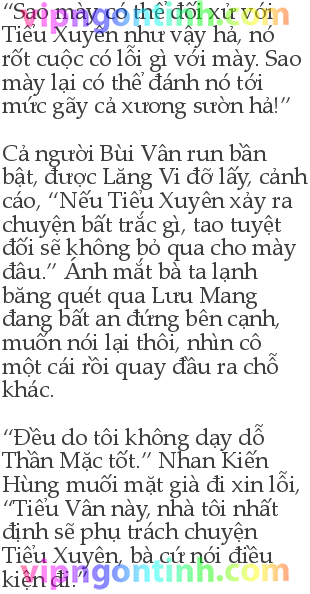 “Sao mày có thể đối xử với
Tiểu Xuyên như vậy hả, nó
rốt cuộc có lỗi gì với mày. Sao
mày lại có thể đánh nó tới
mức gãy cả xương sườn hả!”
Cả người Bùi Vân run bần
bật, được Lăng Vi đỡ lấy, cảnh
cáo, “Nếu Tiểu Xuyên xảy ra
chuyện bất trắc gì, tao tuyệt
đối sẽ không bỏ qua cho mày
đâu.” Ánh mắt bà ta lạnh
băng quét qua Lưu Mang
đang bất an đứng bên cạnh,
muốn nói lại thôi, nhìn cô
một cái rồi quay đầu ra chỗ
khác.
“Đều do tôi không dạy dỗ
Thần Mặc tốt.” Nhan Kiến
Hùng muối mặt già đi xin lỗi,
“Tiểu Vân này, nhà tôi nhất
định sẽ phụ trách chuyện
Tiểu Xuyên, bà cứ nói điều
kiện đi.”
vipngontinh.com
vipngontinh.com